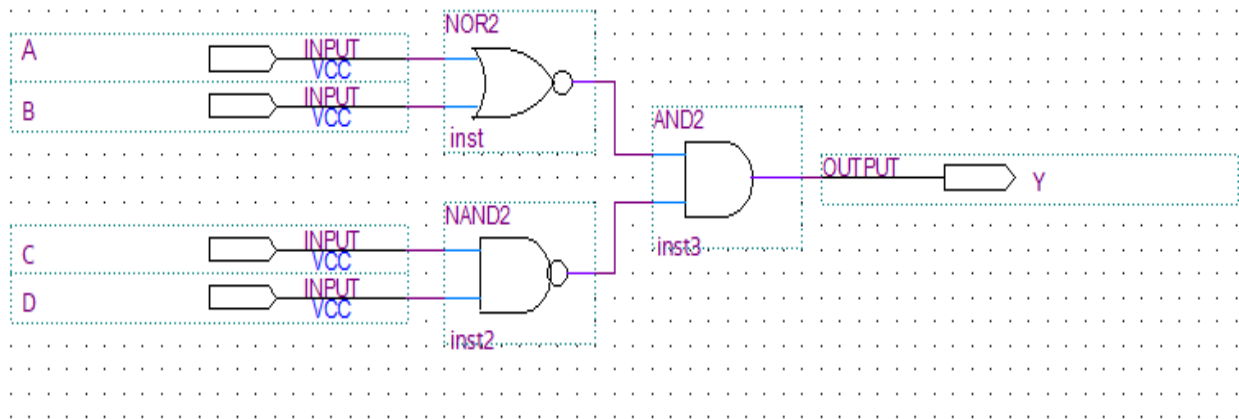 NOR2
A
INPUT
VCC
B
INPUT
VCC
inst
AND2
OUTPUT
Y
inst3
NAND2
C
INPUT
VCC
D
INPUT
VCC
inst2